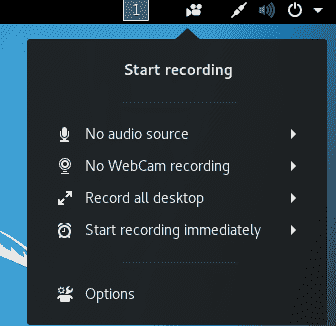 1
Start recording
No audio source
No WebCam recording
Record all desktop
Start recording immediately
Options